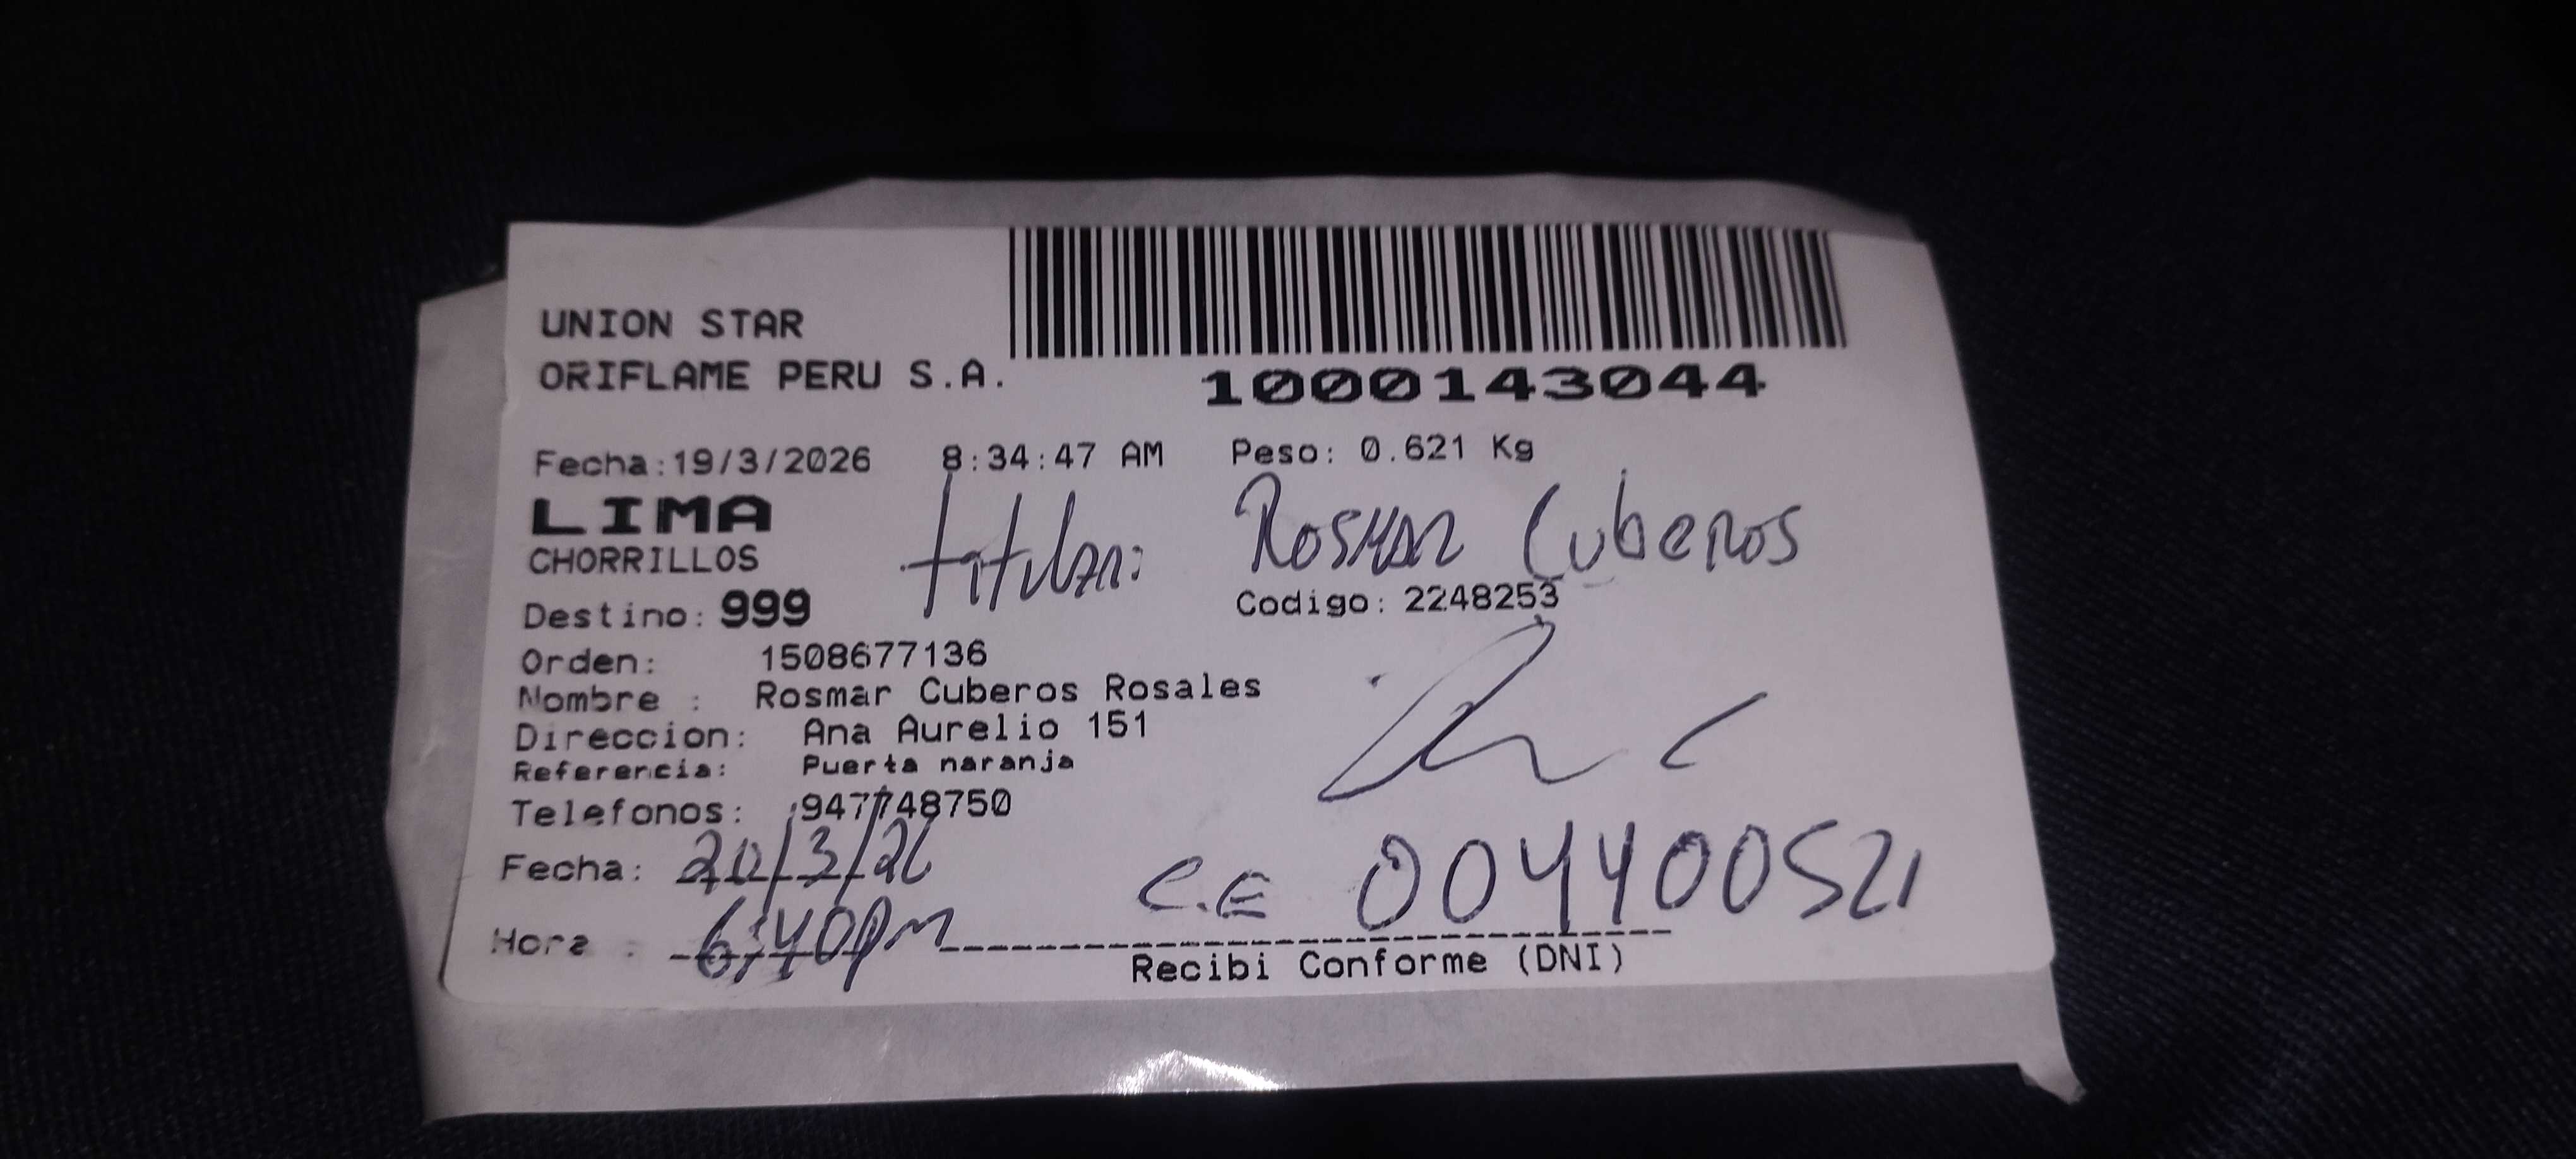 UNION STAR
ORIFLAME PERU S.A.
1000143044
Fecha:19/3/2026 8:34:47 AM Peso: 0.621 Kg
LIMA
CHORRILLOS
titular: Rosmar Cuberos
Destino: 999 Codigo: 2248253
Orden: 1508677136
Nombre : Rosmar Cuberos Rosales
Direccion: Ana Aurelio 151
Referencia: Puerta naranja
Telefonos: 947748750
Fecha: 20/3/26
C.E 004400521
Hora : 6:40pm
Recibi Conforme (DNI)